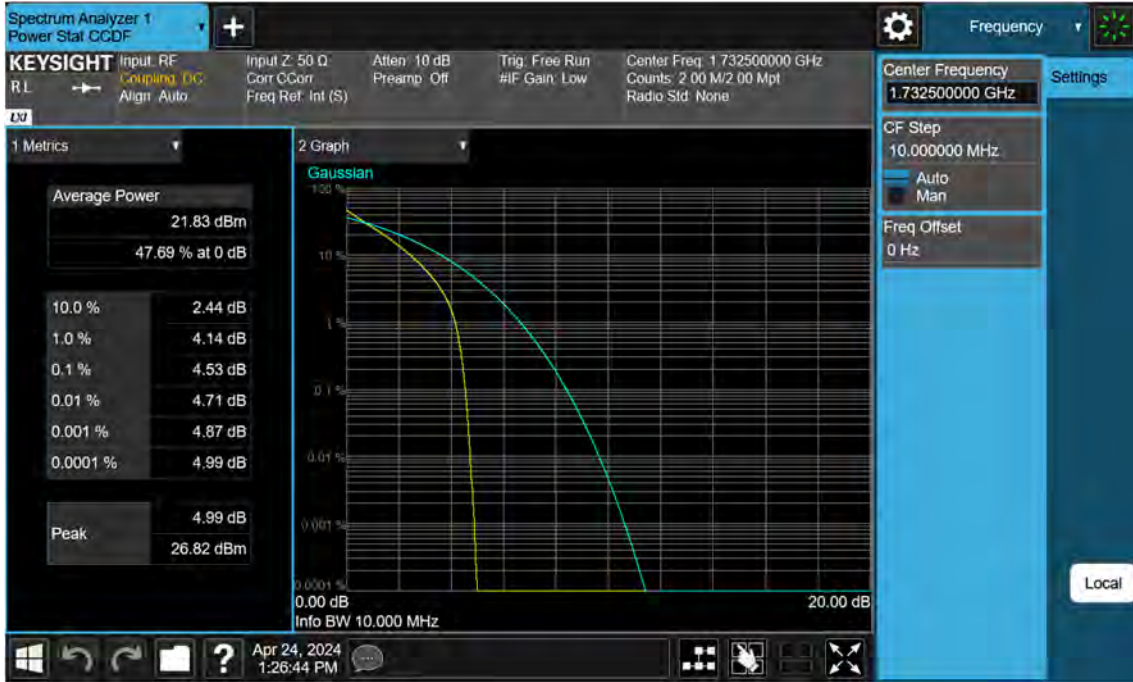 Spectrum Analyzer 1
Power Stat CCDF
Frequency
KEYSIGHT
RL
LXI
Input: RF
Coupling: DC
Align: Auto
Input Z: 50 Ω
Corr CCorr
Freq Ref: Int (S)
Atten: 10 dB
Preamp: Off
Trig: Free Run
#IF Gain: Low
Center Freq: 1.732500000 GHz
Counts: 2.00 M/2.00 Mpt
Radio Std: None
Center Frequency
1.732500000 GHz
Settings
CF Step
10.000000 MHz
Auto
Man
Freq Offset
0 Hz
1 Metrics
Average Power
21.83 dBm
47.69 % at 0 dB
10.0 % 2.44 dB
1.0 % 4.14 dB
0.1 % 4.53 dB
0.01 % 4.71 dB
0.001 % 4.87 dB
0.0001 % 4.99 dB
Peak
4.99 dB
26.82 dBm
2 Graph
Gaussian
100 %
10 %
1 %
0.1 %
0.01 %
0.001 %
0.0001 %
0.00 dB 20.00 dB
Info BW 10.000 MHz
Local
?
Apr 24, 2024
1:26:44 PM